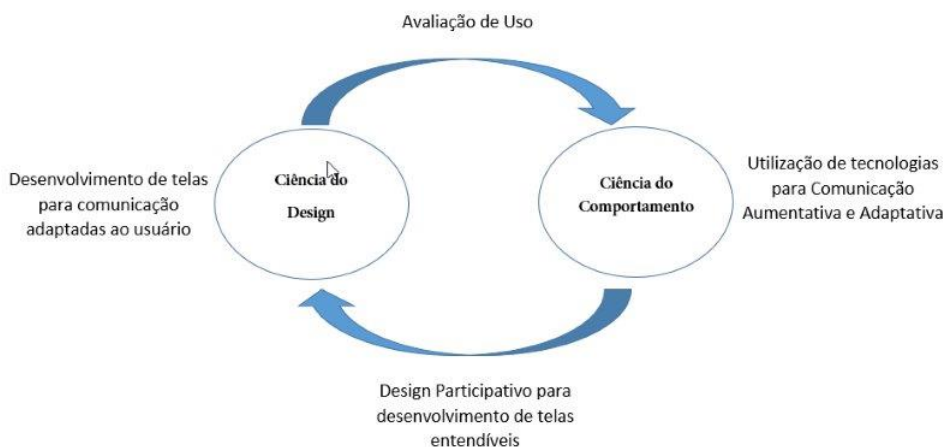 Avaliação de Uso
Desenvolvimento de telas
para comunicação
adaptadas ao usuário
Ciência do
Design
Ciência do
Comportamento
Utilização de tecnologias
para Comunicação
Aumentativa e Adaptativa
Design Participativo para
desenvolvimento de telas
entendíveis